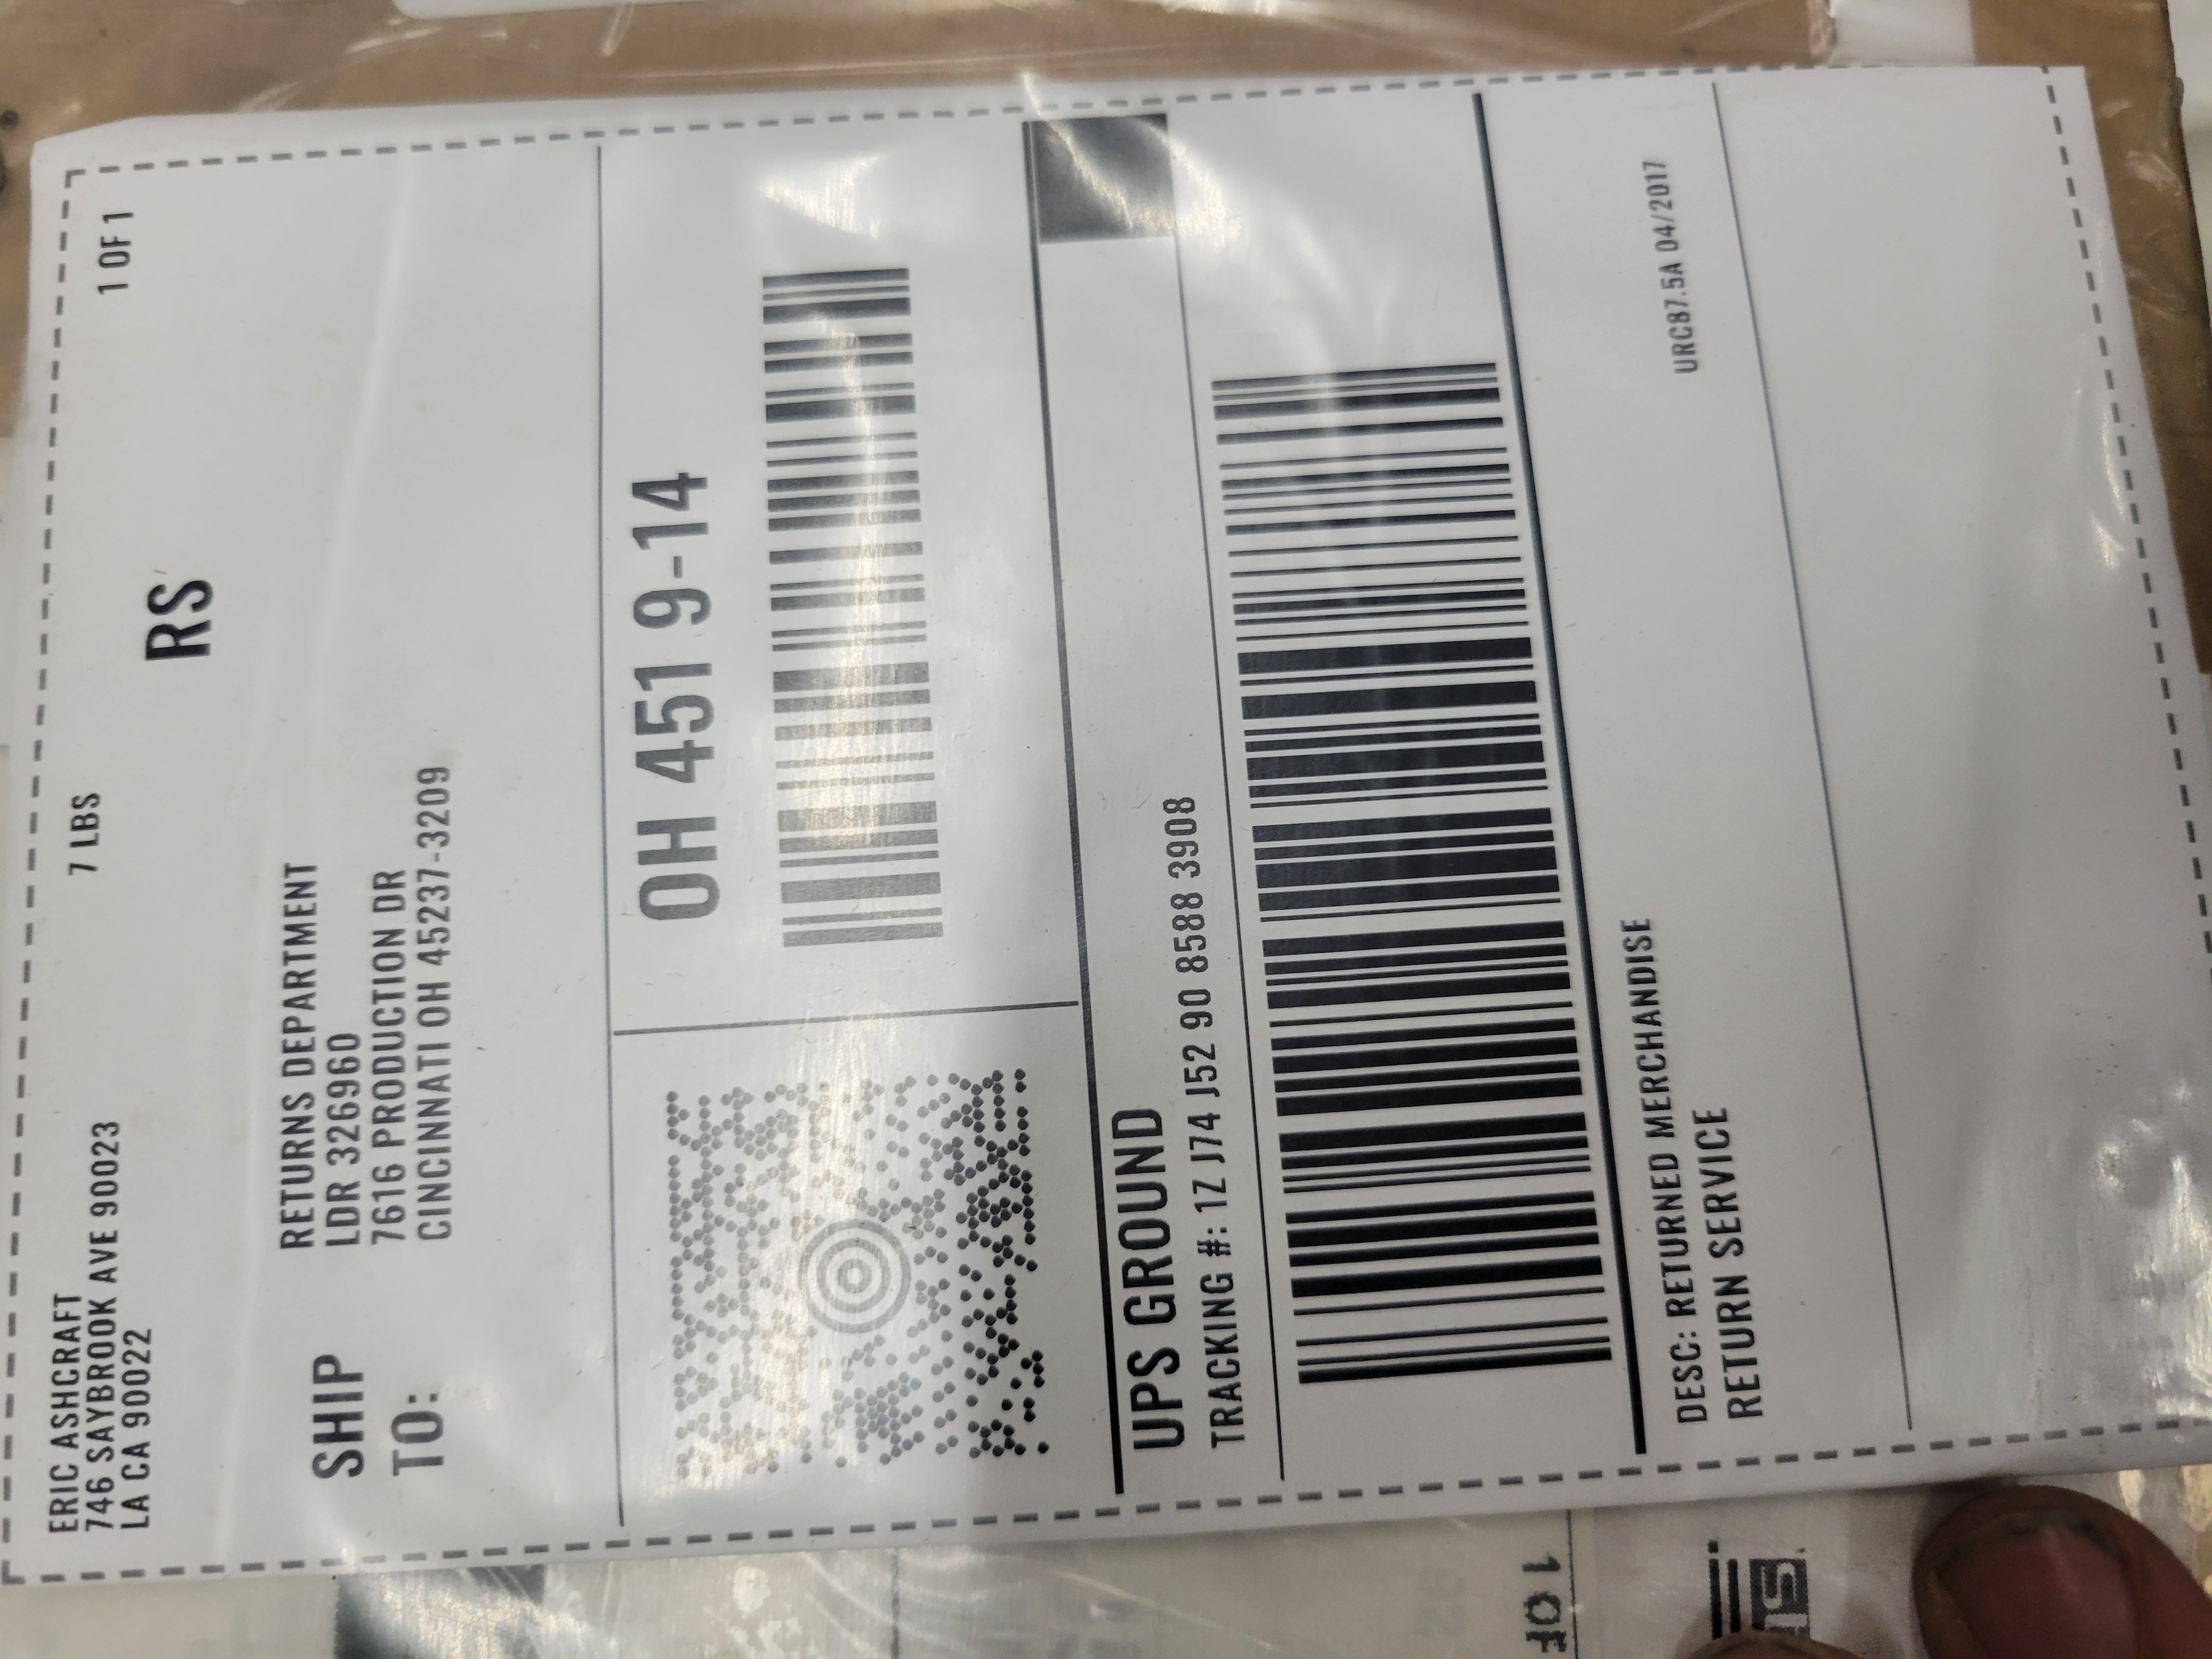 ERIC ASHCRAFT
746 SAYBROOK AVE 90023
LA CA 90022
7 LBS
1 OF 1
RS
SHIP
TO:
RETURNS DEPARTMENT
LDR 326960
7616 PRODUCTION DR
CINCINNATI OH 45237-3209
OH 451 9-14
UPS GROUND
TRACKING #: 1Z J74 J52 90 8588 3908
DESC: RETURNED MERCHANDISE
RETURN SERVICE
URC87.5A 04/2017
1 OF